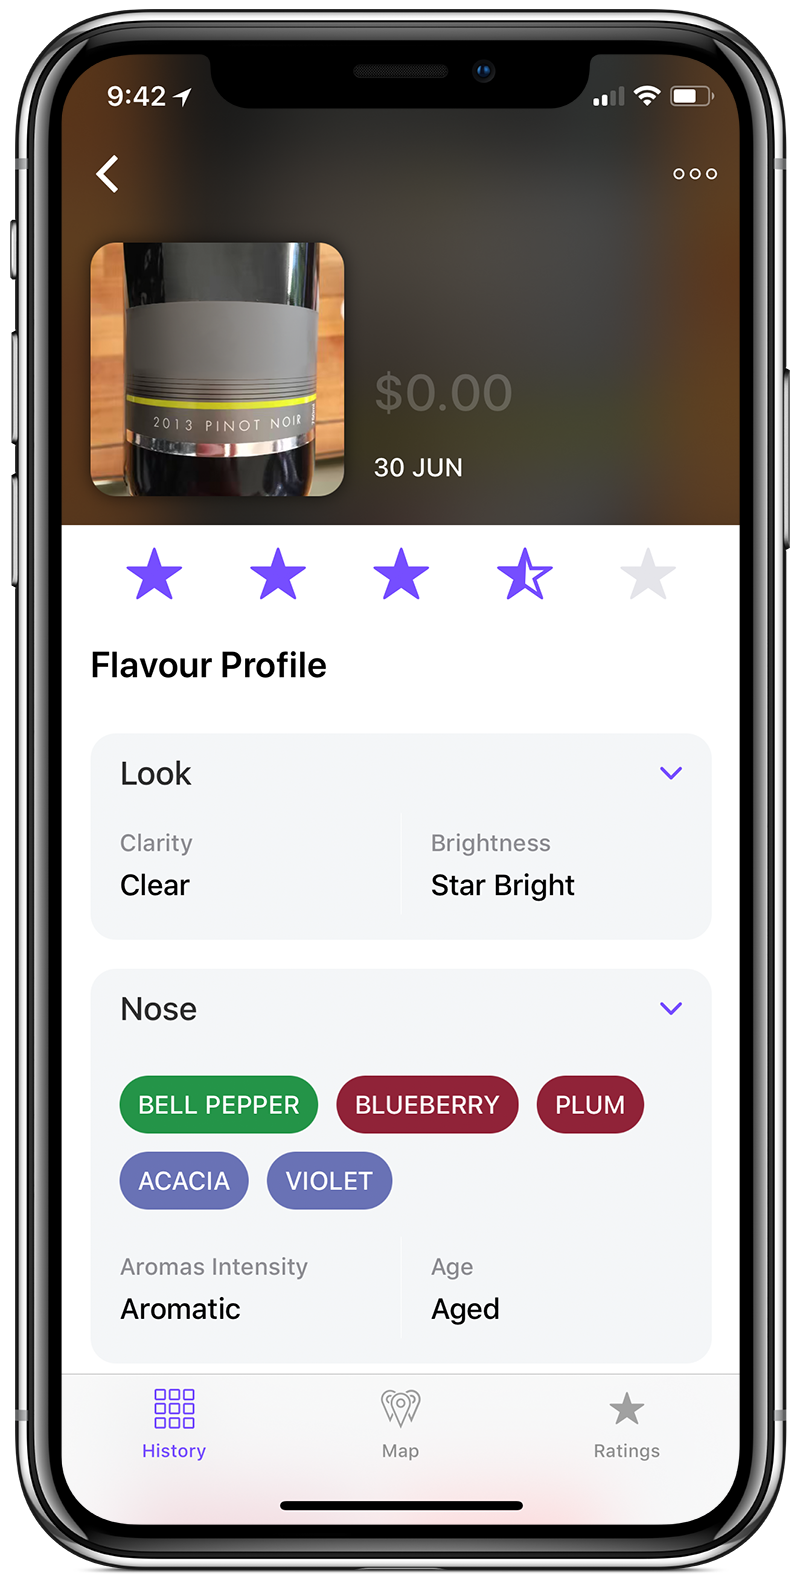 9:42
2013 PINOT NOIR
$0.00
30 JUN
Flavour Profile
Look
Clarity
Brightness
Clear
Star Bright
Nose
BELL PEPPER
BLUEBERRY
PLUM
ACACIA
VIOLET
Aromas Intensity
Age
Aromatic
Aged
History
Map
Ratings